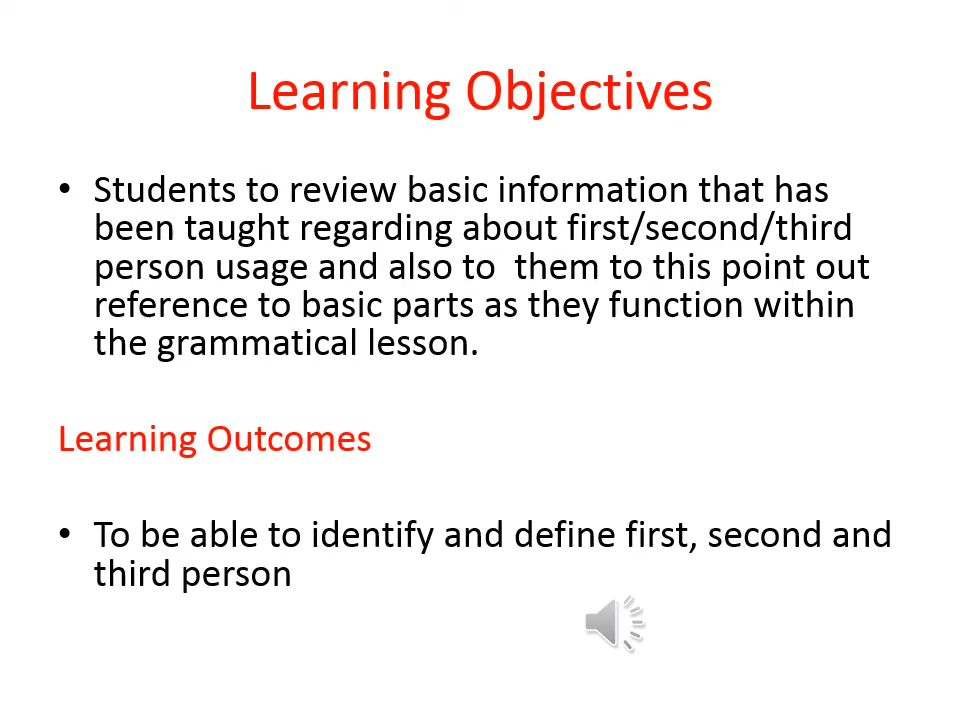 Learning Objectives
• Students to review basic information that has
been taught regarding about first/second/third
person usage and also to  them to this point out
reference to basic parts as they function within
the grammatical lesson.
Learning Outcomes
• To be able to identify and define first, second and
third person